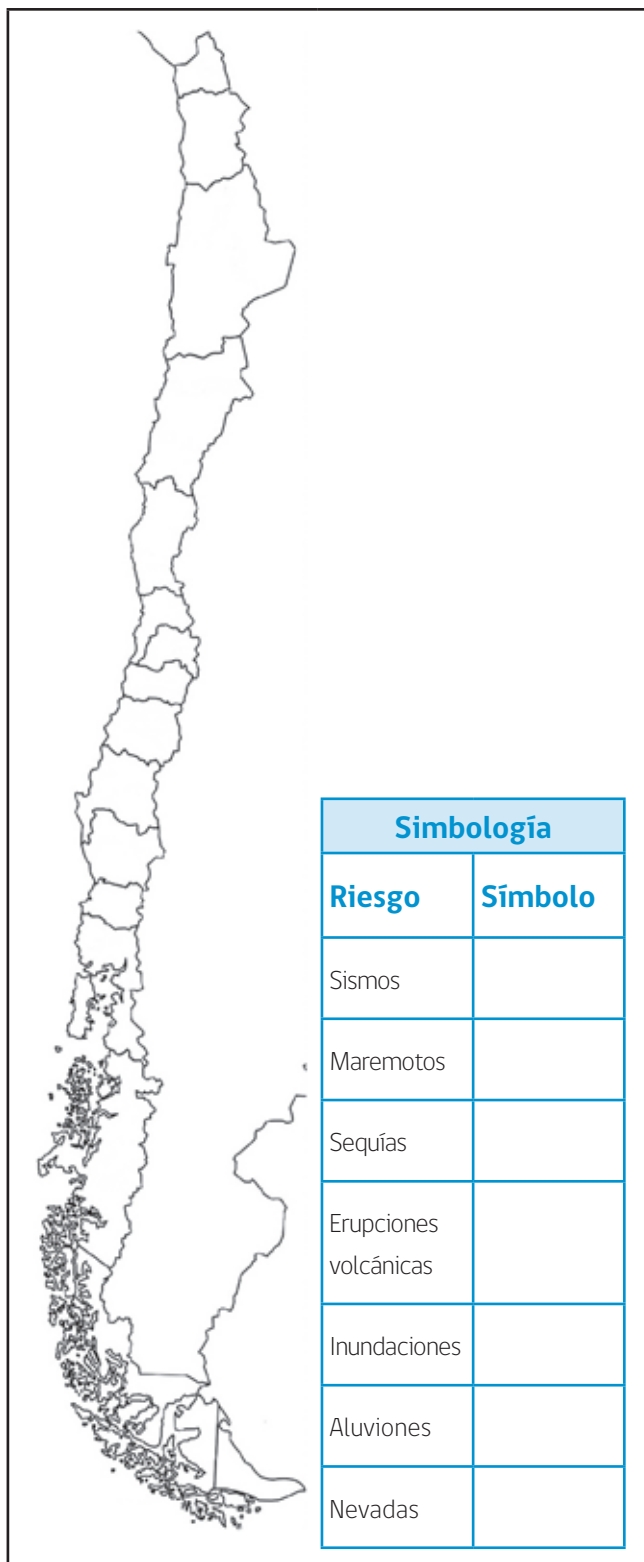 Simbología
Riesgo Símbolo
Sismos
Maremotos
Sequías
Erupciones
volcánicas
Inundaciones
Aluviones
Nevadas